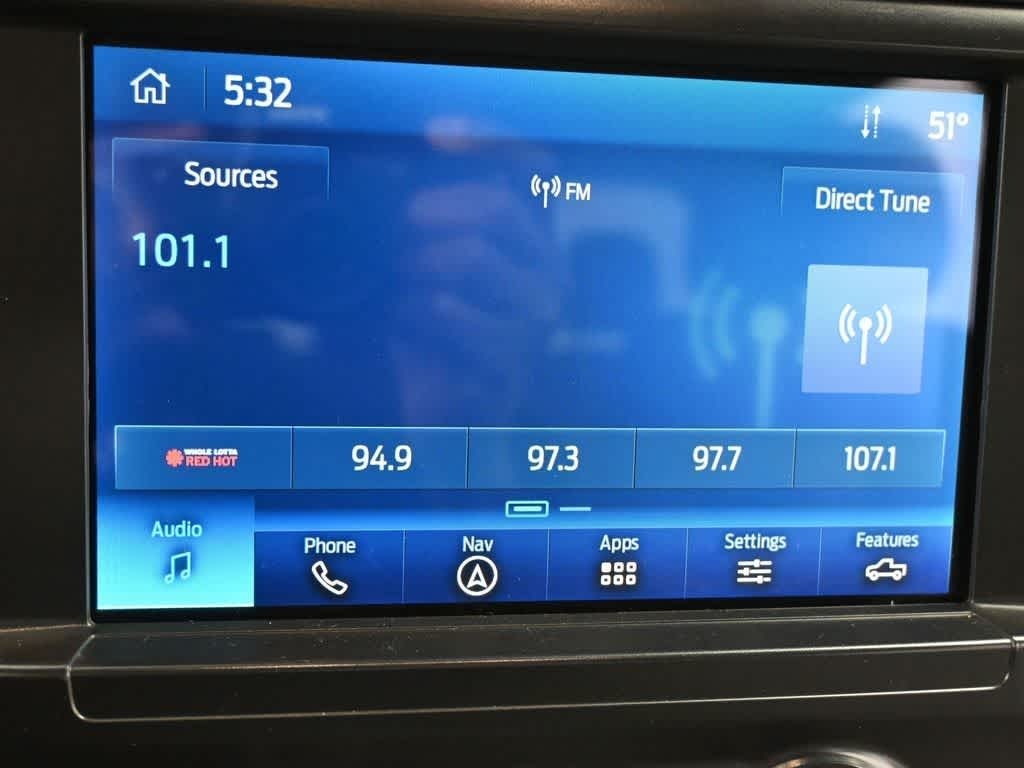 5:32
51°
Sources
FM
Direct Tune
101.1
WHOLE LOTTA
RED HOT
94.9
97.3
97.7
107.1
Audio
Phone
Nav
Apps
Settings
Features